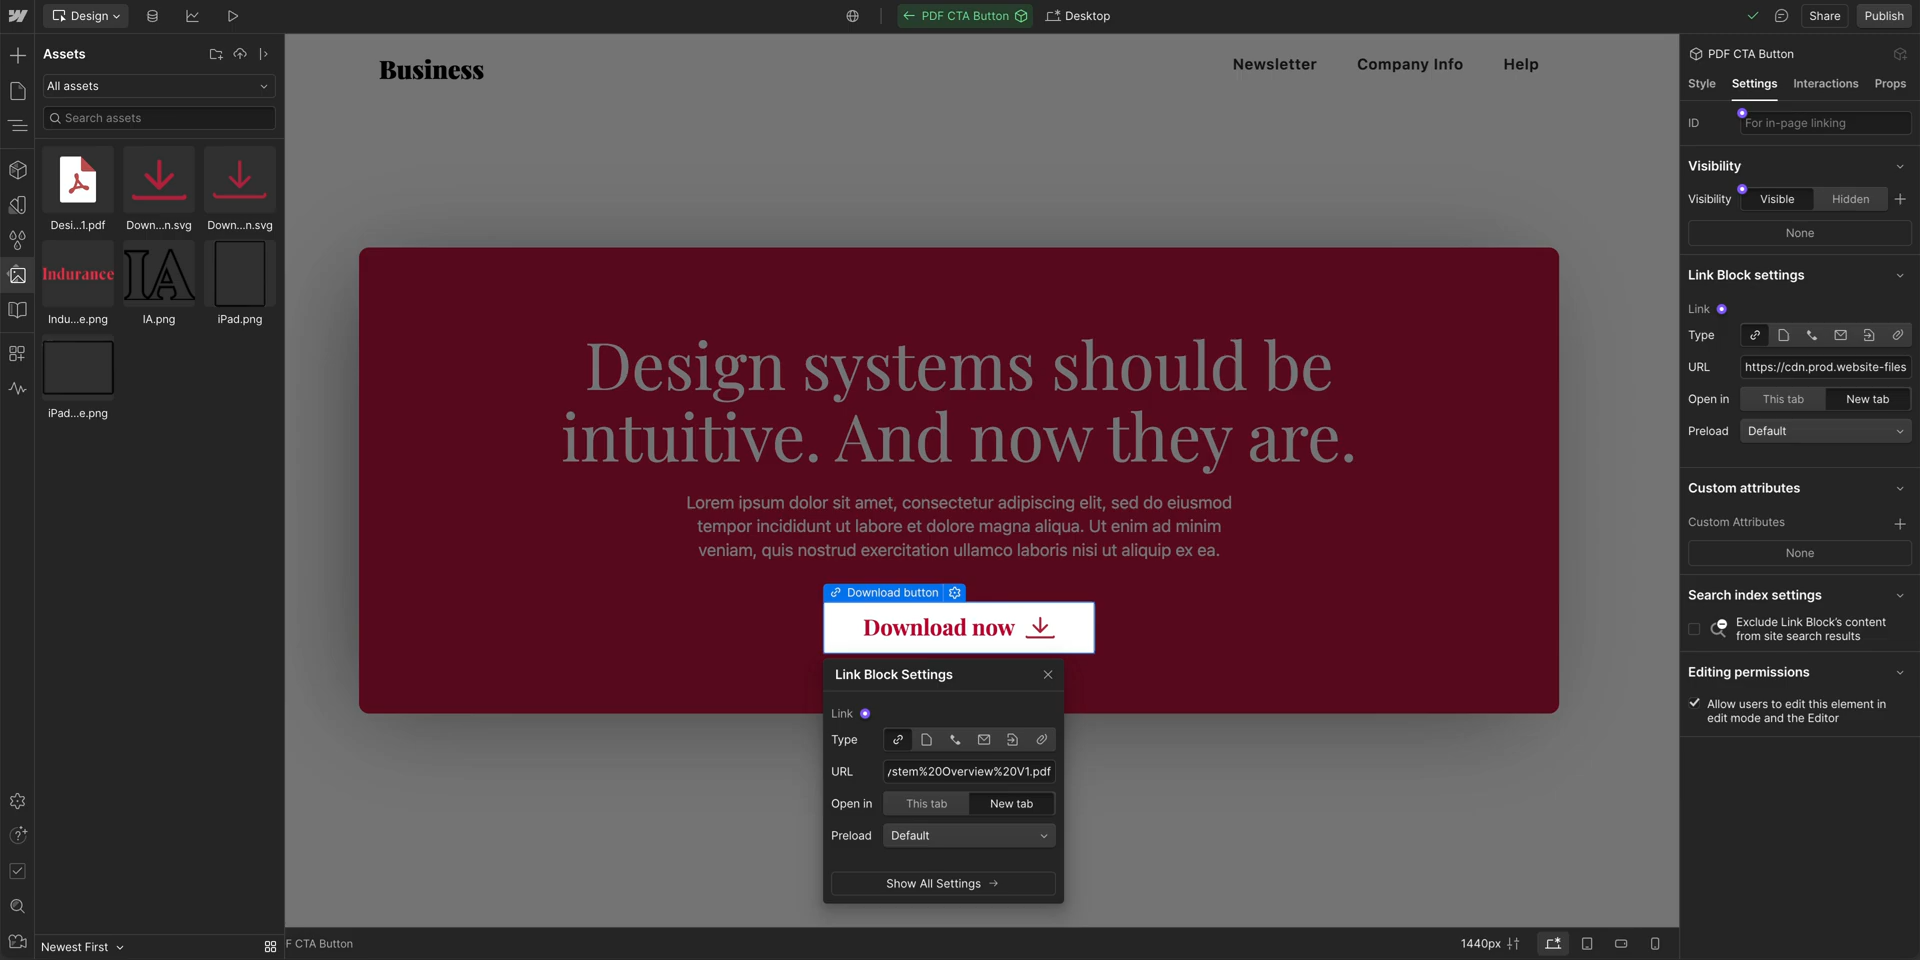 Design
PDF CTA Button
Desktop
Share
Publish
Assets
All assets
Search assets
Desi...1.pdf
Down...n.svg
Down...n.svg
Indurance
IA
Indu...e.png
IA.png
iPad.png
iPad...e.png
Newest First
Business
Newsletter
Company Info
Help
Design systems should be
intuitive. And now they are.
Lorem ipsum dolor sit amet, consectetur adipiscing elit, sed do eiusmod
tempor incididunt ut labore et dolore magna aliqua. Ut enim ad minim
veniam, quis nostrud exercitation ullamco laboris nisi ut aliquip ex ea.
Download button
Download now
Link Block Settings
Link
Type
URL
/stem%20Overview%20V1.pdf
Open in
This tab
New tab
Preload
Default
Show All Settings
F CTA Button
1440px
PDF CTA Button
Style
Settings
Interactions
Props
ID
For in-page linking
Visibility
Visibility
Visible
Hidden
None
Link Block settings
Link
Type
URL
https://cdn.prod.website-files
Open in
This tab
New tab
Preload
Default
Custom attributes
Custom Attributes
None
Search index settings
Exclude Link Block's content
from site search results
Editing permissions
Allow users to edit this element in
edit mode and the Editor